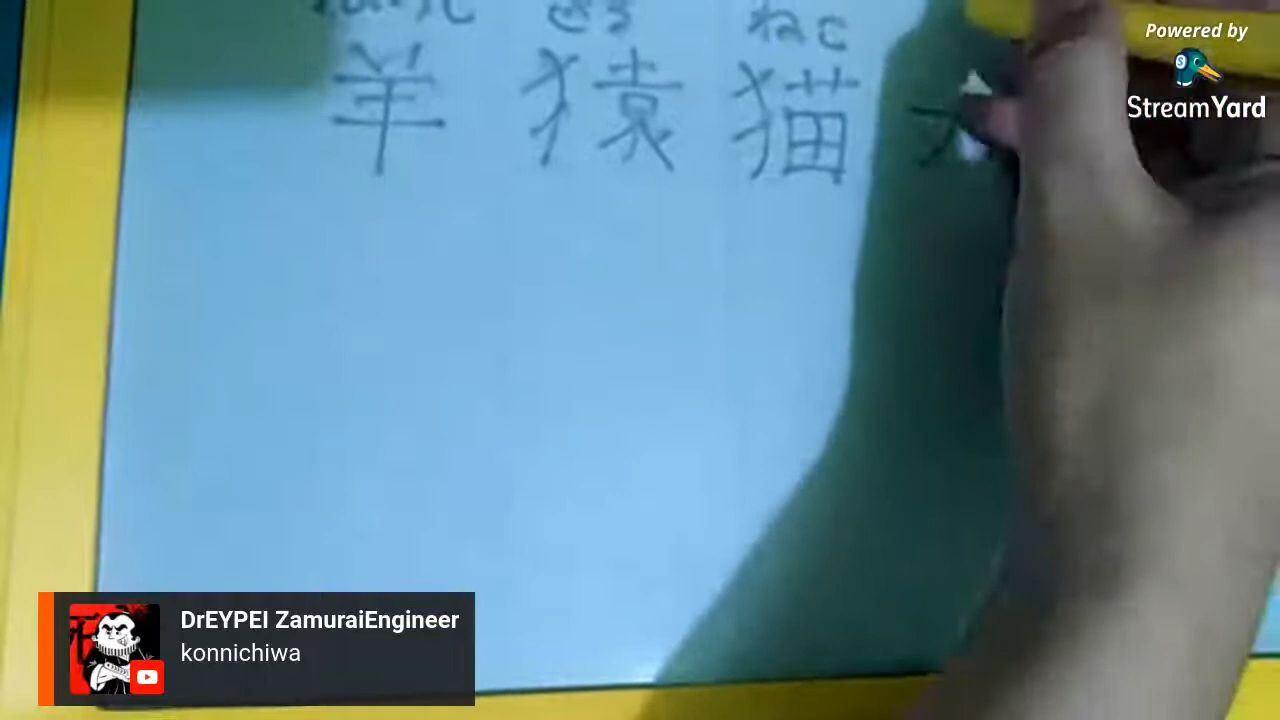 Powered by
StreamYard
さる ねこ
羊 猿 猫
DrEYPEI ZamuraiEngineer
konnichiwa